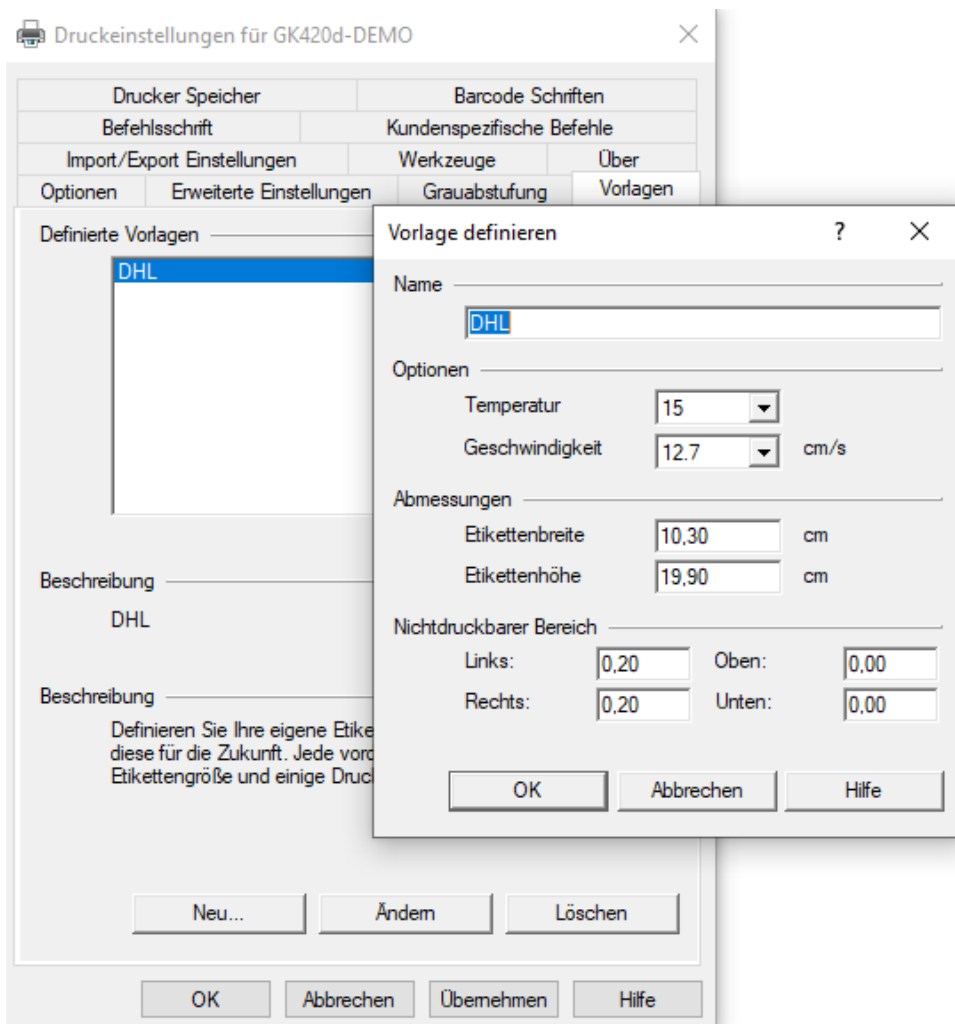 Druckeinstellungen für GK420d-DEMO
Drucker Speicher
Barcode Schriften
Befehlsschrift
Kundenspezifische Befehle
Import/Export Einstellungen
Werkzeuge
Über
Optionen
Erweiterte Einstellungen
Grauabstufung
Vorlagen
Definierte Vorlagen
DHL
Beschreibung
DHL
Beschreibung
Definieren Sie Ihre eigene Etike
diese für die Zukunft. Jede vord
Etikettengröße und einige Druc
Neu...
Ändern
Löschen
OK
Abbrechen
Übernehmen
Hilfe
Vorlage definieren
?
Name
DHL
Optionen
Temperatur 15
Geschwindigkeit 12.7 cm/s
Abmessungen
Etikettenbreite 10,30 cm
Etikettenhöhe 19,90 cm
Nichtdruckbarer Bereich
Links: 0,20 Oben: 0,00
Rechts: 0,20 Unten: 0,00
OK
Abbrechen
Hilfe